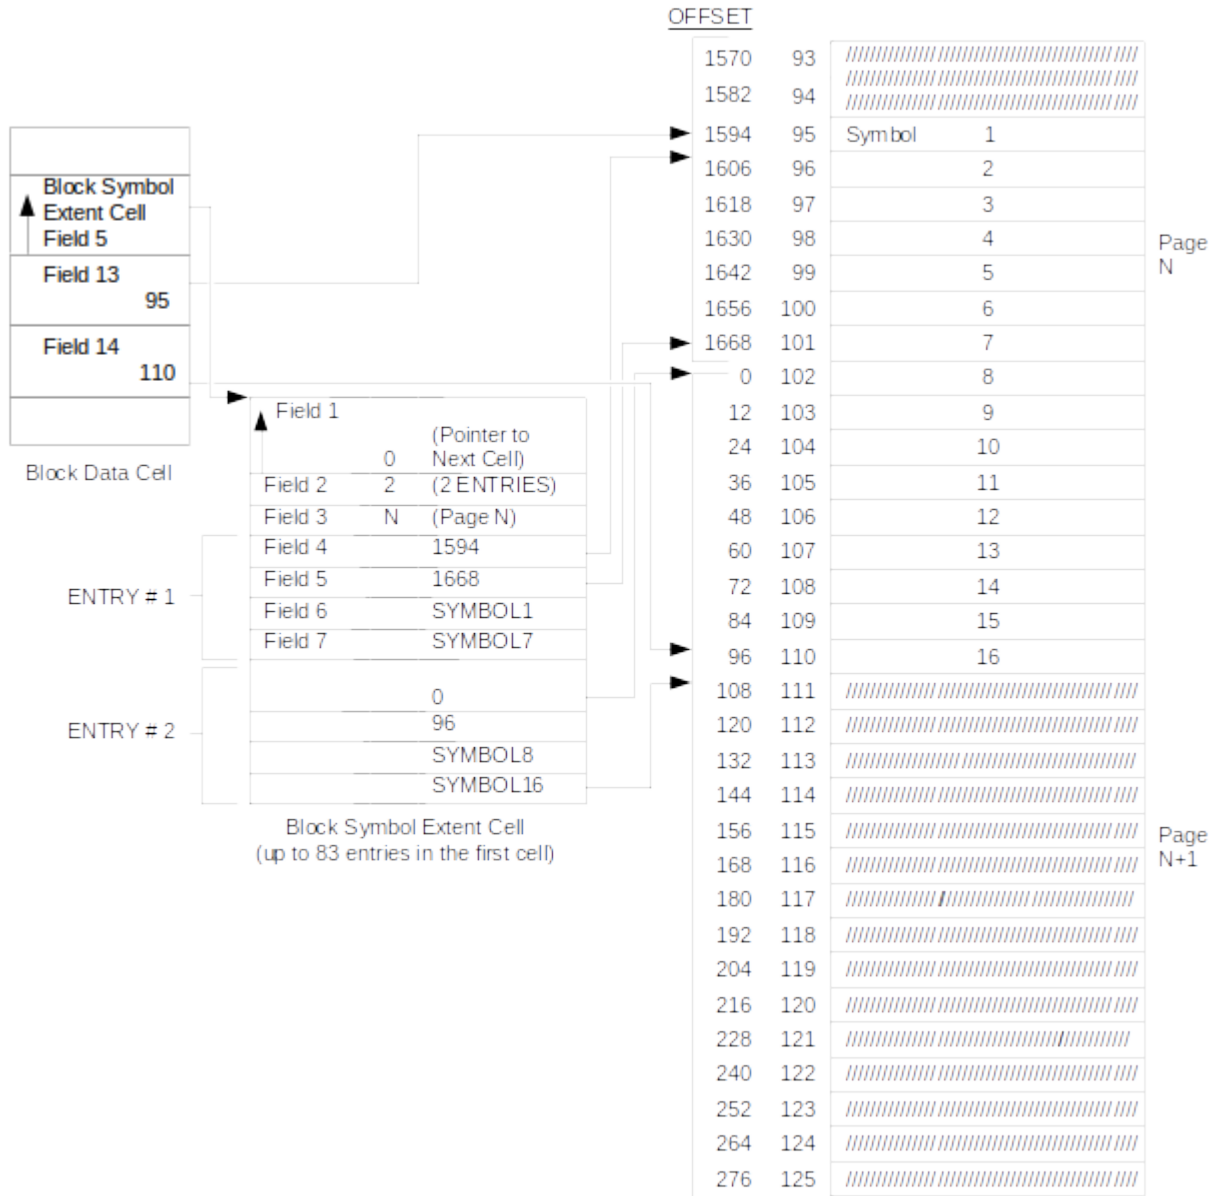 OFFSET
1570 93 ////////////////////////////////////////////////
////////////////////////////////////////////////
1582 94 ////////////////////////////////////////////////
1594 95 Symbol 1
1606 96 2
1618 97 3
1630 98 4
1642 99 5
1656 100 6
1668 101 7
Page
N
0 102 8
12 103 9
24 104 10
36 105 11
48 106 12
60 107 13
72 108 14
84 109 15
96 110 16
108 111 ////////////////////////////////////////////////
120 112 ////////////////////////////////////////////////
132 113 ////////////////////////////////////////////////
144 114 ////////////////////////////////////////////////
156 115 ////////////////////////////////////////////////
168 116 ////////////////////////////////////////////////
180 117 ////////////////////////////////////////////////
192 118 ////////////////////////////////////////////////
204 119 ////////////////////////////////////////////////
216 120 ////////////////////////////////////////////////
228 121 ////////////////////////////////////////////////
240 122 ////////////////////////////////////////////////
252 123 ////////////////////////////////////////////////
264 124 ////////////////////////////////////////////////
276 125 ////////////////////////////////////////////////
Page
N+1
Block Symbol
Extent Cell
Field 5
Field 13
95
Field 14
110
Block Data Cell
Field 1
(Pointer to
0 Next Cell)
Field 2 2 (2 ENTRIES)
Field 3 N (Page N)
ENTRY # 1
Field 4 1594
Field 5 1668
Field 6 SYMBOL1
Field 7 SYMBOL7
ENTRY # 2
0
96
SYMBOL8
SYMBOL16
Block Symbol Extent Cell
(up to 83 entries in the first cell)